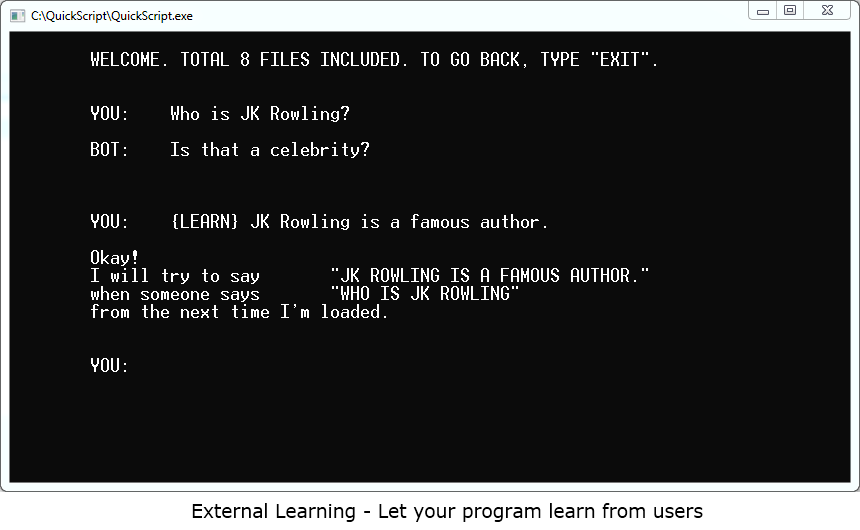 C:\QuickScript\QuickScript.exe
WELCOME. TOTAL 8 FILES INCLUDED. TO GO BACK, TYPE "EXIT".
YOU: Who is JK Rowling?
BOT: Is that a celebrity?
YOU: {LEARN} JK Rowling is a famous author.
Okay!
I will try to say "JK ROWLING IS A FAMOUS AUTHOR."
when someone says "WHO IS JK ROWLING"
from the next time I'm loaded.
YOU:
External Learning - Let your program learn from users